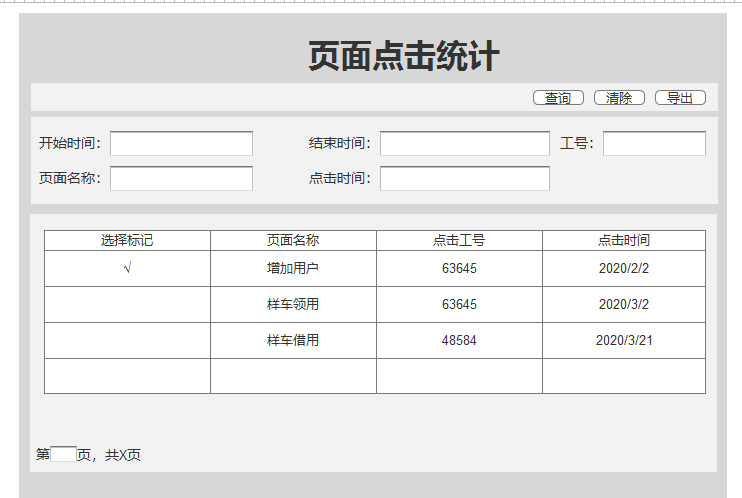 页面点击统计
查询 清除 导出
开始时间： 结束时间： 工号：
页面名称： 点击时间：
选择标记 页面名称 点击工号 点击时间
√ 增加用户 63645 2020/2/2
样车领用 63645 2020/3/2
样车借用 48584 2020/3/21
第 页，共X页